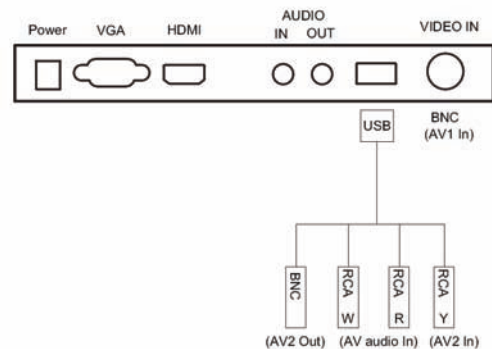 AUDIO
Power VGA HDMI IN OUT VIDEO IN
USB
BNC
(AV1 In)
BNC
RCA W
RCA R
RCA Y
(AV2 Out) (AV audio In) (AV2 In)